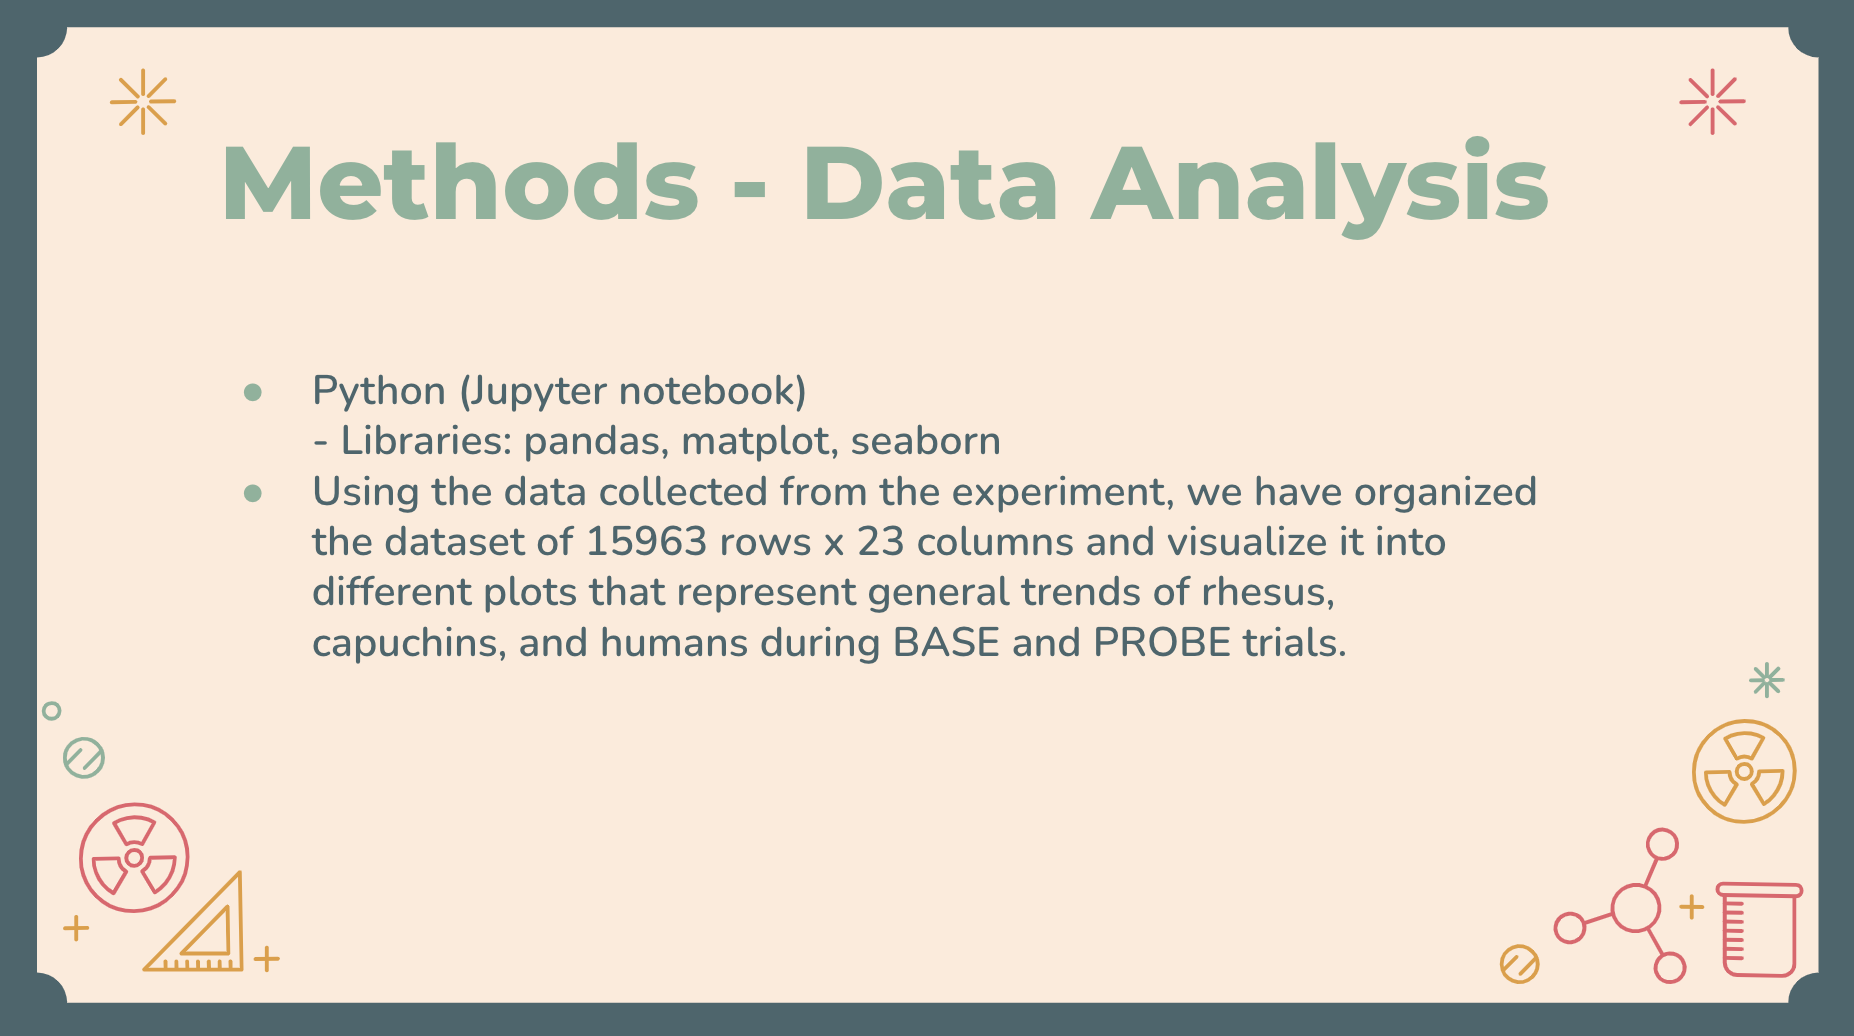 Methods - Data Analysis
● Python (Jupyter notebook)
- Libraries: pandas, matplot, seaborn
● Using the data collected from the experiment, we have organized
the dataset of 15963 rows x 23 columns and visualize it into
different plots that represent general trends of rhesus,
capuchins, and humans during BASE and PROBE trials.